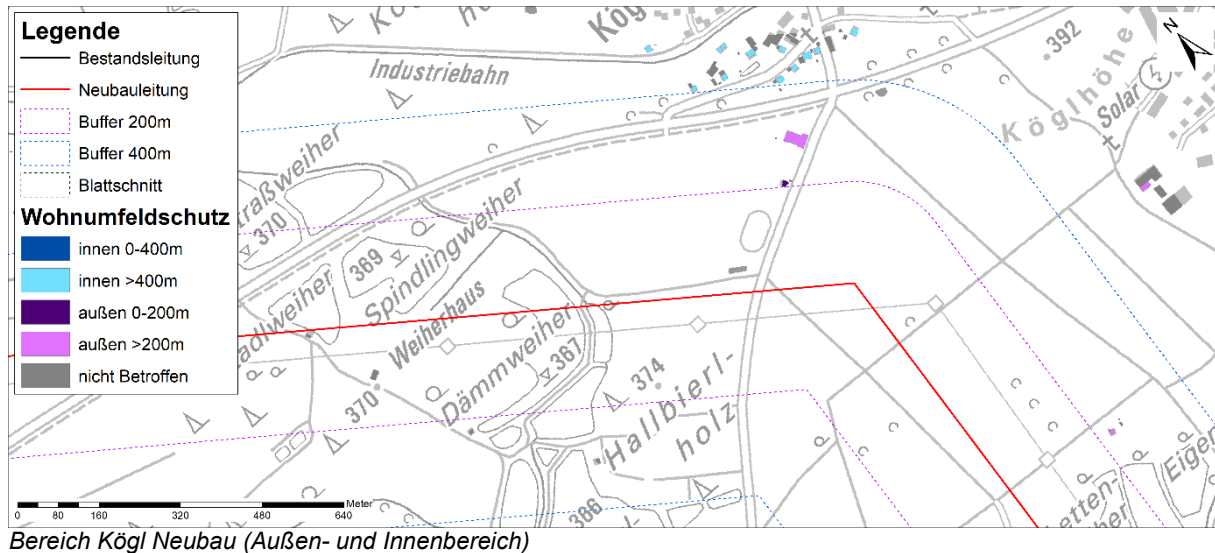 Legende
Bestandsleitung
Neubauleitung
Buffer 200m
Buffer 400m
Blattschnitt
Wohnumfeldschutz
innen 0-400m
innen >400m
außen 0-200m
außen >200m
nicht Betroffen
0 80 160 320 480 640
Meter
Kögl
Industriebahn
Kögl
392
Köglhöhe
Solar
N
370
369
Spindlingweiher
Weiherhaus
Dämmweiher
367
370
374
Hallbierl-
holz
366
Bereich Kögl Neubau (Außen- und Innenbereich)